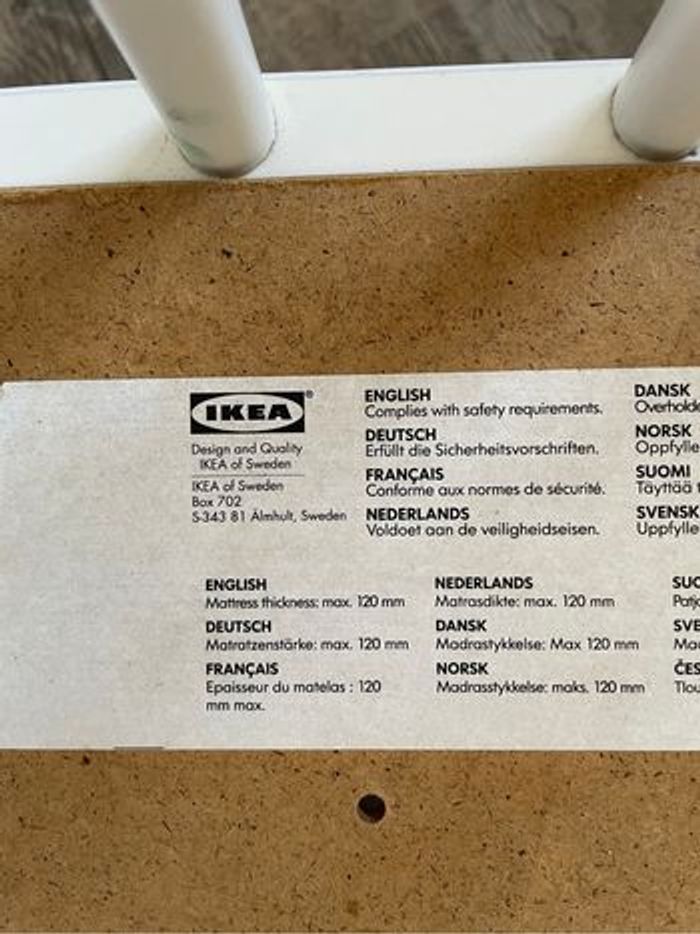 IKEA®
Design and Quality
IKEA of Sweden
IKEA of Sweden
Box 702
S-343 81 Älmhult, Sweden
ENGLISH
Complies with safety requirements.
DEUTSCH
Erfüllt die Sicherheitsvorschriften.
FRANÇAIS
Conforme aux normes de sécurité.
NEDERLANDS
Voldoet aan de veiligheidseisen.
DANSK
NORSK
SUOMI
Täyttää
SVENSK
ENGLISH
Mattress thickness: max. 120 mm
DEUTSCH
Matratzenstärke: max. 120 mm
FRANÇAIS
Epaisseur du matelas : 120
mm max.
NEDERLANDS
Matrasdikte: max. 120 mm
DANSK
Madrastykkelse: Max 120 mm
NORSK
Madrasstykkelse: maks. 120 mm